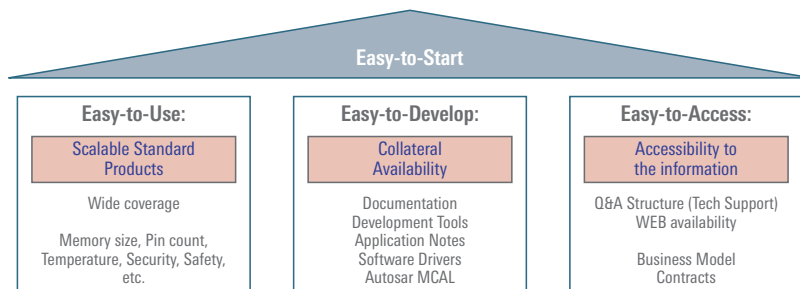 Easy-to-Start
Easy-to-Use:
Scalable Standard
Products
Wide coverage
Memory size, Pin count,
Temperature, Security, Safety,
etc.
Easy-to-Develop:
Collateral
Availability
Documentation
Development Tools
Application Notes
Software Drivers
Autosar MCAL
Easy-to-Access:
Accessibility to
the information
Q&A Structure (Tech Support)
WEB availability
Business Model
Contracts